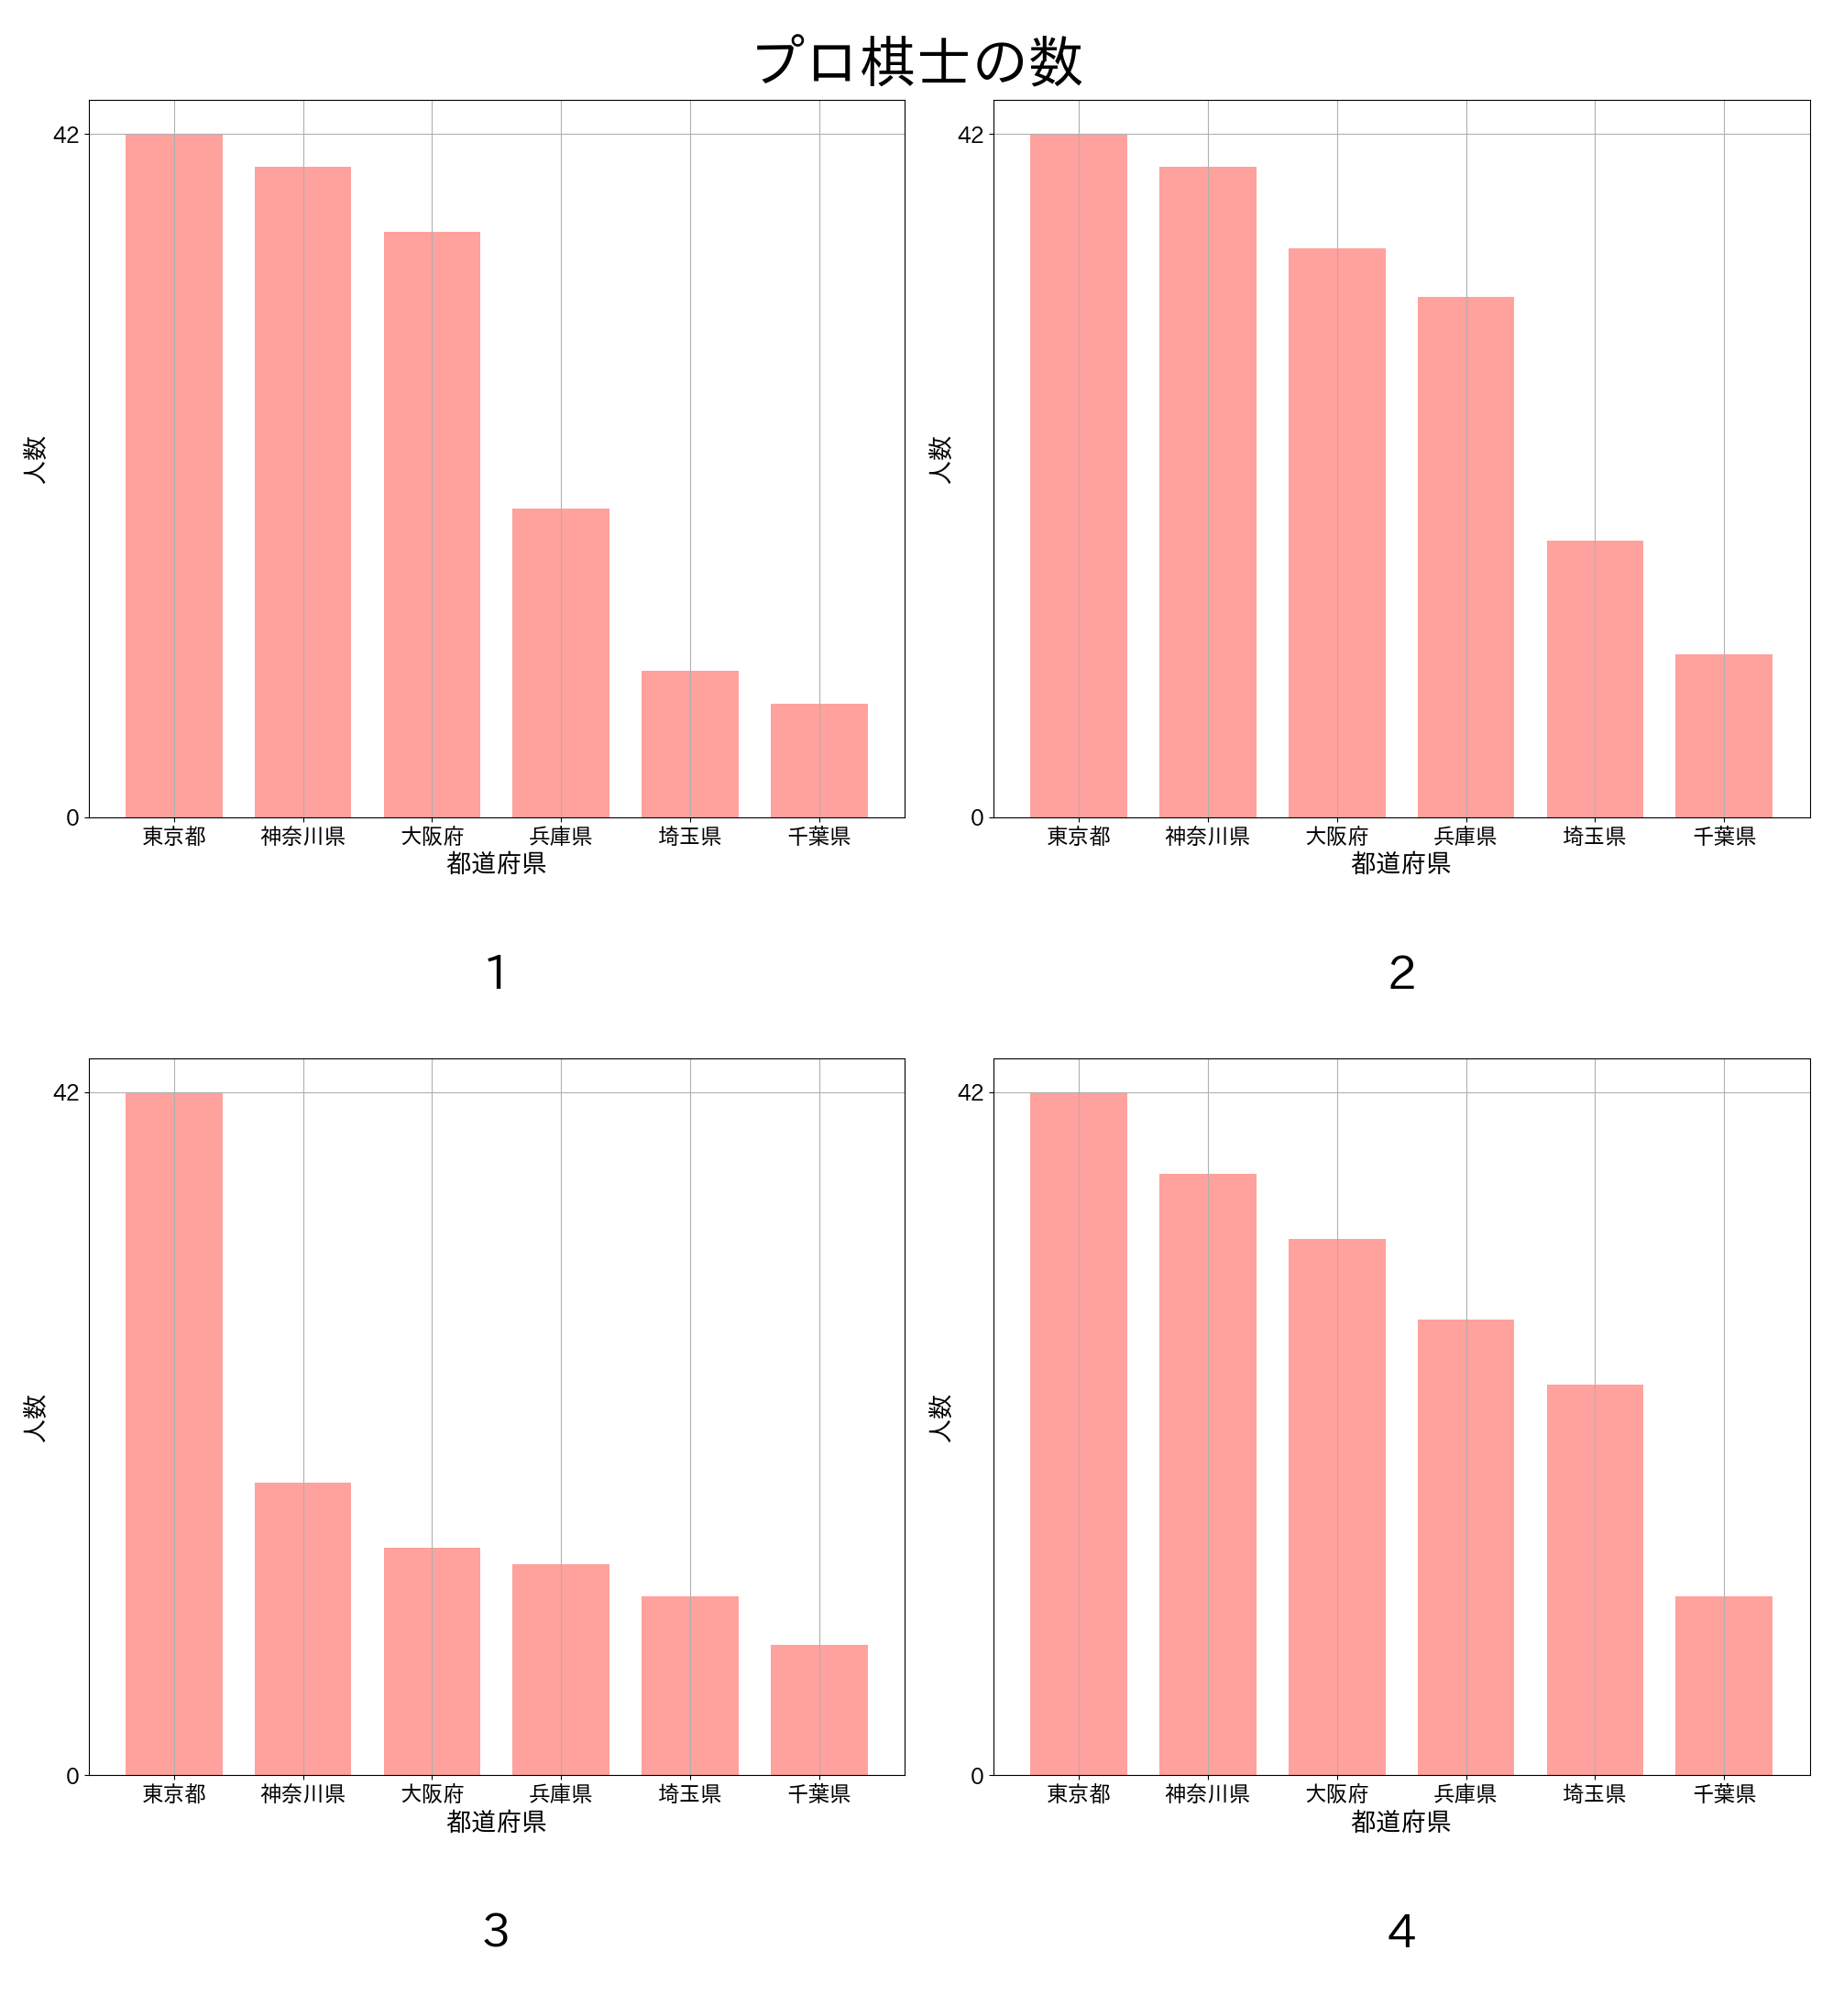 プロ棋士の数
42
0
人数
東京都 神奈川県 大阪府 兵庫県 埼玉県 千葉県
都道府県
1
42
0
人数
東京都 神奈川県 大阪府 兵庫県 埼玉県 千葉県
都道府県
2
42
0
人数
東京都 神奈川県 大阪府 兵庫県 埼玉県 千葉県
都道府県
3
42
0
人数
東京都 神奈川県 大阪府 兵庫県 埼玉県 千葉県
都道府県
4